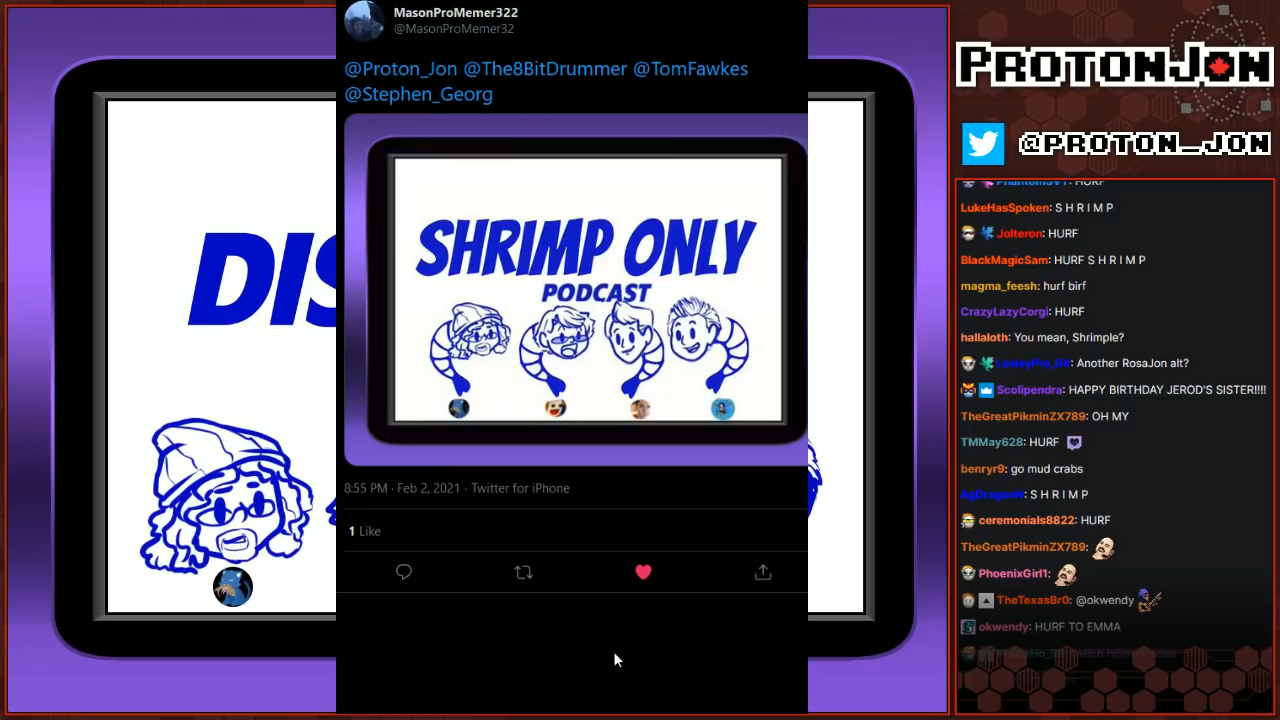 MasonProMemer322
@MasonProMemer32
@Proton_Jon @The8BitDrummer @TomFawkes
@Stephen_Georg
SHRIMP ONLY
PODCAST
8:55 PM · Feb 2, 2021 · Twitter for iPhone
1 Like
DIS
PROTONJON
@PROTON_JON
PhantomSVT: HURF
LukeHasSpoken: S H R I M P
Jolteron: HURF
BlackMagicSam: HURF S H R I M P
magma_feesh: hurf birf
CrazyLazyCorgi: HURF
hallaloth: You mean, Shrimple?
Another RosaJon alt?
Scolipendra: HAPPY BIRTHDAY JEROD'S SISTER!!!!
TheGreatPikminZX789: OH MY
TMMay628: HURF
benryr9: go mud crabs
S H R I M P
ceremonials8822: HURF
TheGreatPikminZX789:
PhoenixGirl1:
TheTexasBr0: @okwendy
okwendy: HURF TO EMMA